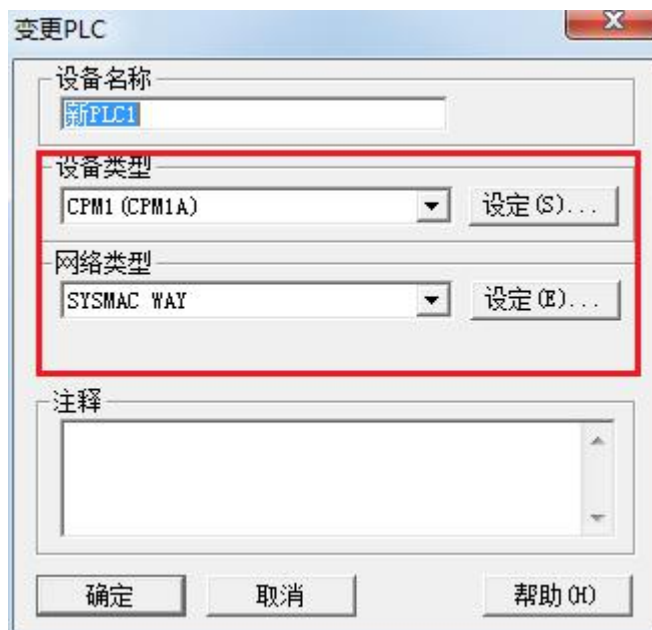 变更PLC
设备名称
新PLC1
设备类型
CPM1(CPM1A)
设定(S)...
网络类型
SYSMAC WAY
设定(E)...
注释
确定
取消
帮助(H)